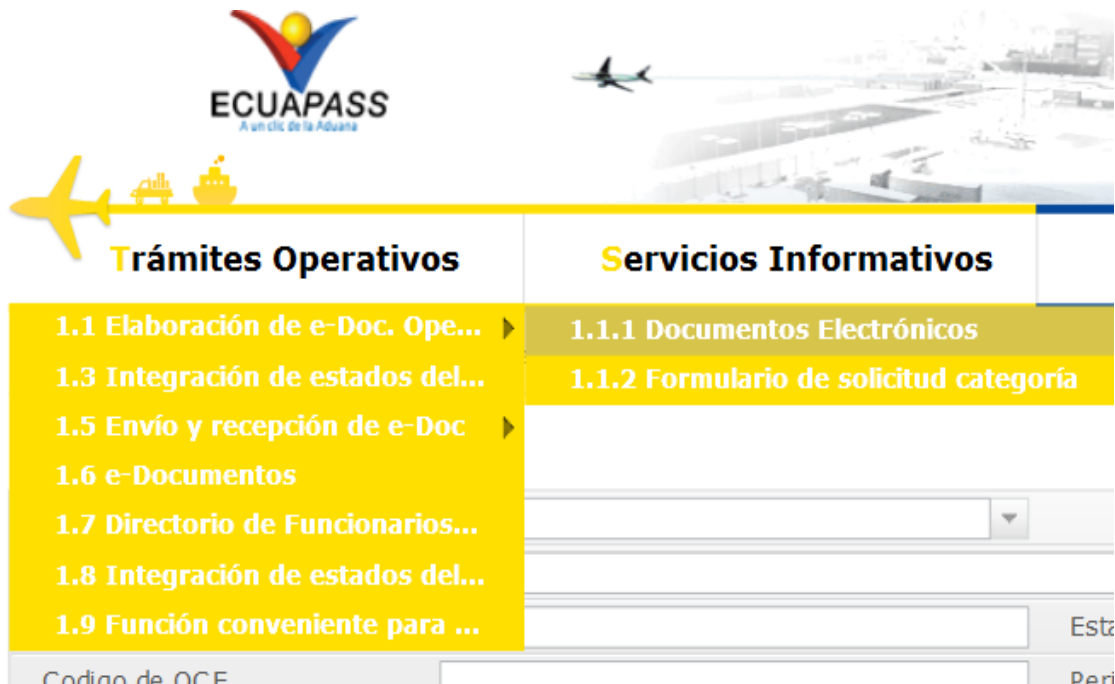 ECUAPASS
A un clic de la Aduana
Trámites Operativos
Servicios Informativos
1.1 Elaboración de e-Doc. Ope...
1.1.1 Documentos Electrónicos
1.3 Integración de estados del...
1.1.2 Formulario de solicitud categoría
1.5 Envío y recepción de e-Doc
1.6 e-Documentos
1.7 Directorio de Funcionarios...
1.8 Integración de estados del...
1.9 Función conveniente para ...
Esta
Codigo de OCE
Peri